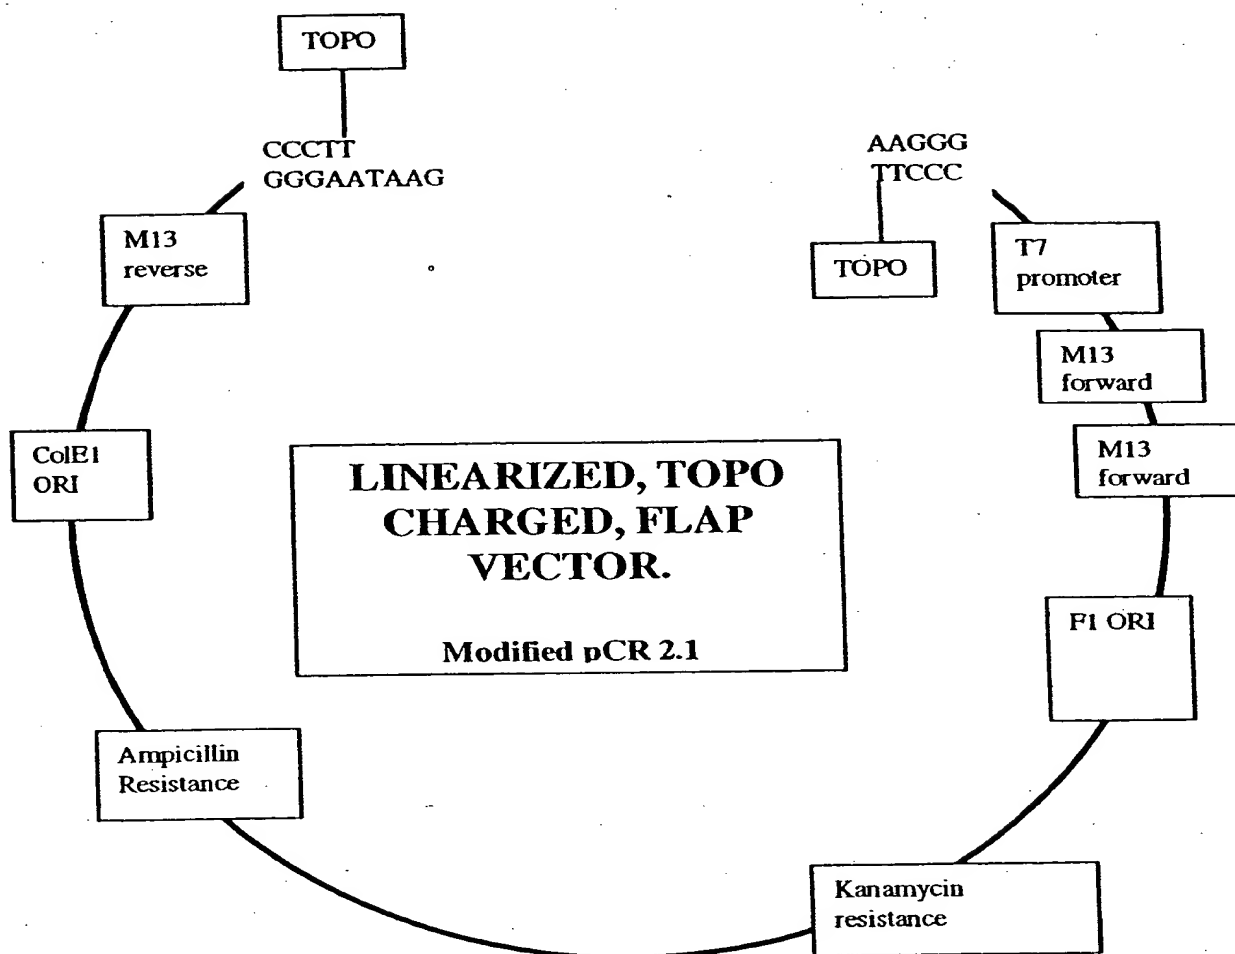 TOPO
CCCTT
GGGAATAAG
AAGGG
TTCCC
TOPO
M13
reverse
T7
promoter
M13
forward
M13
forward
ColE1
ORI
LINEARIZED, TOPO
CHARGED, FLAP
VECTOR.
Modified pCR 2.1
F1 ORI
Ampicillin
Resistance
Kanamycin
resistance